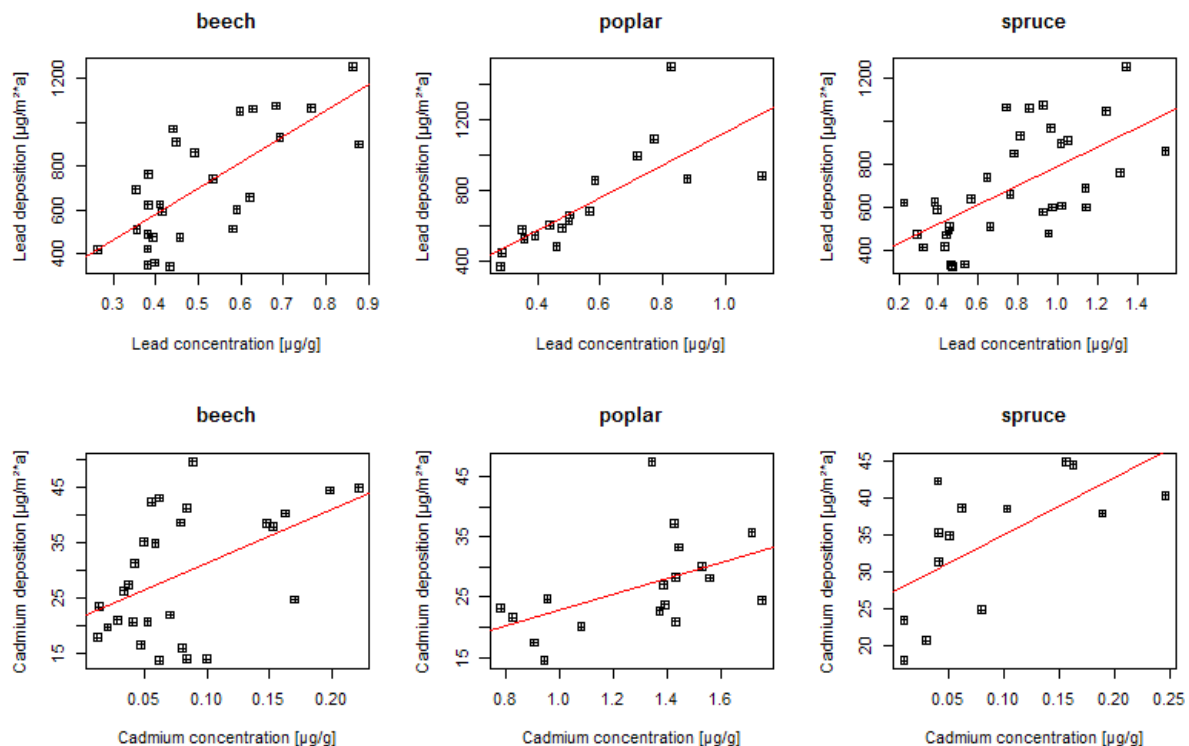 beech
poplar
spruce
Lead deposition [µg/m²*a]
400 600 800 1000 1200
0.3 0.4 0.5 0.6 0.7 0.8 0.9
Lead concentration [µg/g]
Lead deposition [µg/m²*a]
400 800 1400
0.4 0.6 0.8 1.0
Lead concentration [µg/g]
Lead deposition [µg/m²*a]
400 600 800 1200
0.2 0.4 0.6 0.8 1.0 1.2 1.4
Lead concentration [µg/g]
beech
poplar
spruce
Cadmium deposition [µg/m²*a]
15 25 35 45
0.05 0.10 0.15 0.20
Cadmium concentration [µg/g]
Cadmium deposition [µg/m²*a]
15 25 35 45
0.8 1.0 1.2 1.4 1.6
Cadmium concentration [µg/g]
Cadmium deposition [µg/m²*a]
20 25 30 35 40 45
0.05 0.10 0.15 0.20 0.25
Cadmium concentration [µg/g]